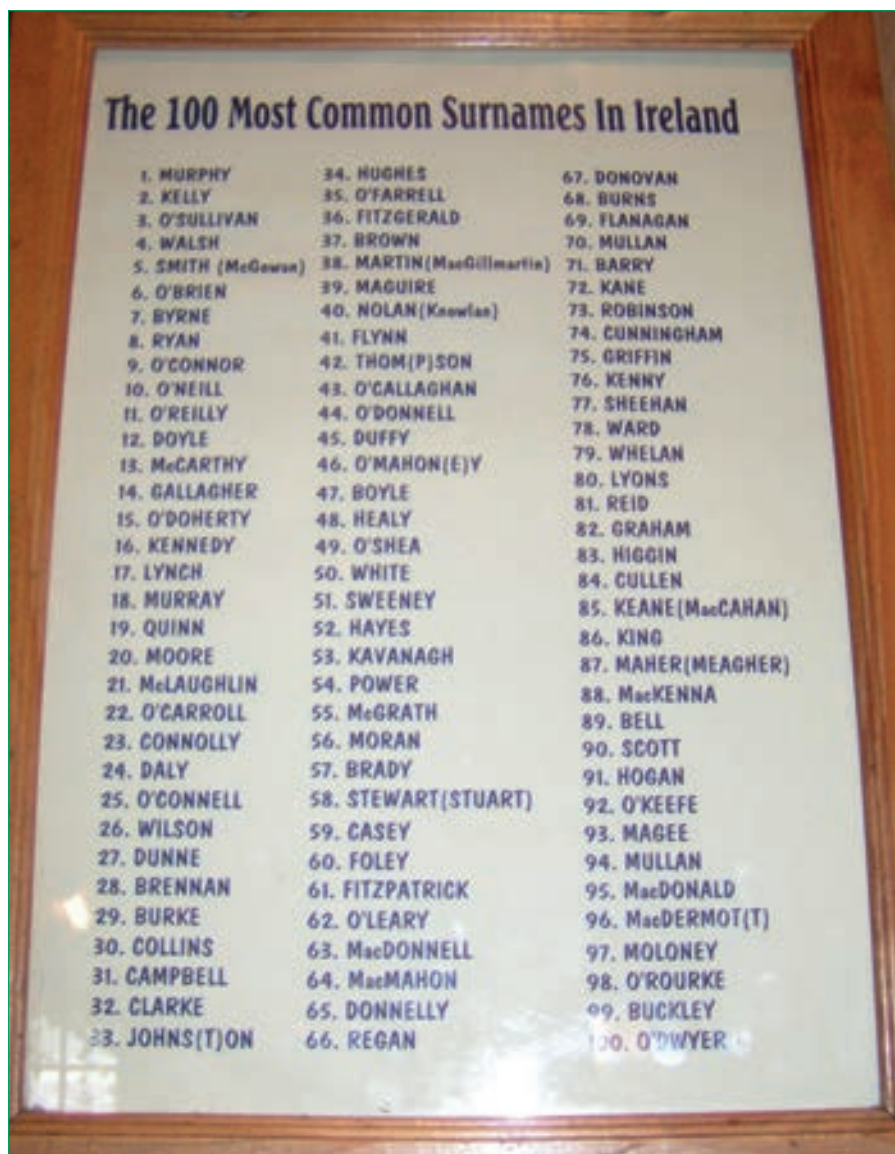 The 100 Most Common Surnames In Ireland
1. MURPHY
2. KELLY
3. O'SULLIVAN
4. WALSH
5. SMITH (McGowan)
6. O'BRIEN
7. BYRNE
8. RYAN
9. O'CONNOR
10. O'NEILL
11. O'REILLY
12. DOYLE
13. McCARTHY
14. GALLAGHER
15. O'DOHERTY
16. KENNEDY
17. LYNCH
18. MURRAY
19. QUINN
20. MOORE
21. McLAUGHLIN
22. O'CARROLL
23. CONNOLLY
24. DALY
25. O'CONNELL
26. WILSON
27. DUNNE
28. BRENNAN
29. BURKE
30. COLLINS
31. CAMPBELL
32. CLARKE
33. JOHNS(T)ON
34. HUGHES
35. O'FARRELL
36. FITZGERALD
37. BROWN
38. MARTIN(MacGillmartin)
39. MAGUIRE
40. NOLAN(Knowlan)
41. FLYNN
42. THOM(P)SON
43. O'CALLAGHAN
44. O'DONNELL
45. DUFFY
46. O'MAHON(E)Y
47. BOYLE
48. HEALY
49. O'SHEA
50. WHITE
51. SWEENEY
52. HAYES
53. KAVANAGH
54. POWER
55. McGRATH
56. MORAN
57. BRADY
58. STEWART(STUART)
59. CASEY
60. FOLEY
61. FITZPATRICK
62. O'LEARY
63. MacDONNELL
64. MacMAHON
65. DONNELLY
66. REGAN
67. DONOVAN
68. BURNS
69. FLANAGAN
70. MULLAN
71. BARRY
72. KANE
73. ROBINSON
74. CUNNINGHAM
75. GRIFFIN
76. KENNY
77. SHEEHAN
78. WARD
79. WHELAN
80. LYONS
81. REID
82. GRAHAM
83. HIGGIN
84. CULLEN
85. KEANE(MacCAHAN)
86. KING
87. MAHER(MEAGHER)
88. MacKENNA
89. BELL
90. SCOTT
91. HOGAN
92. O'KEEFE
93. MAGEE
94. MULLAN
95. MacDONALD
96. MacDERMOT(T)
97. MOLONEY
98. O'ROURKE
99. BUCKLEY
100. O'DWYER